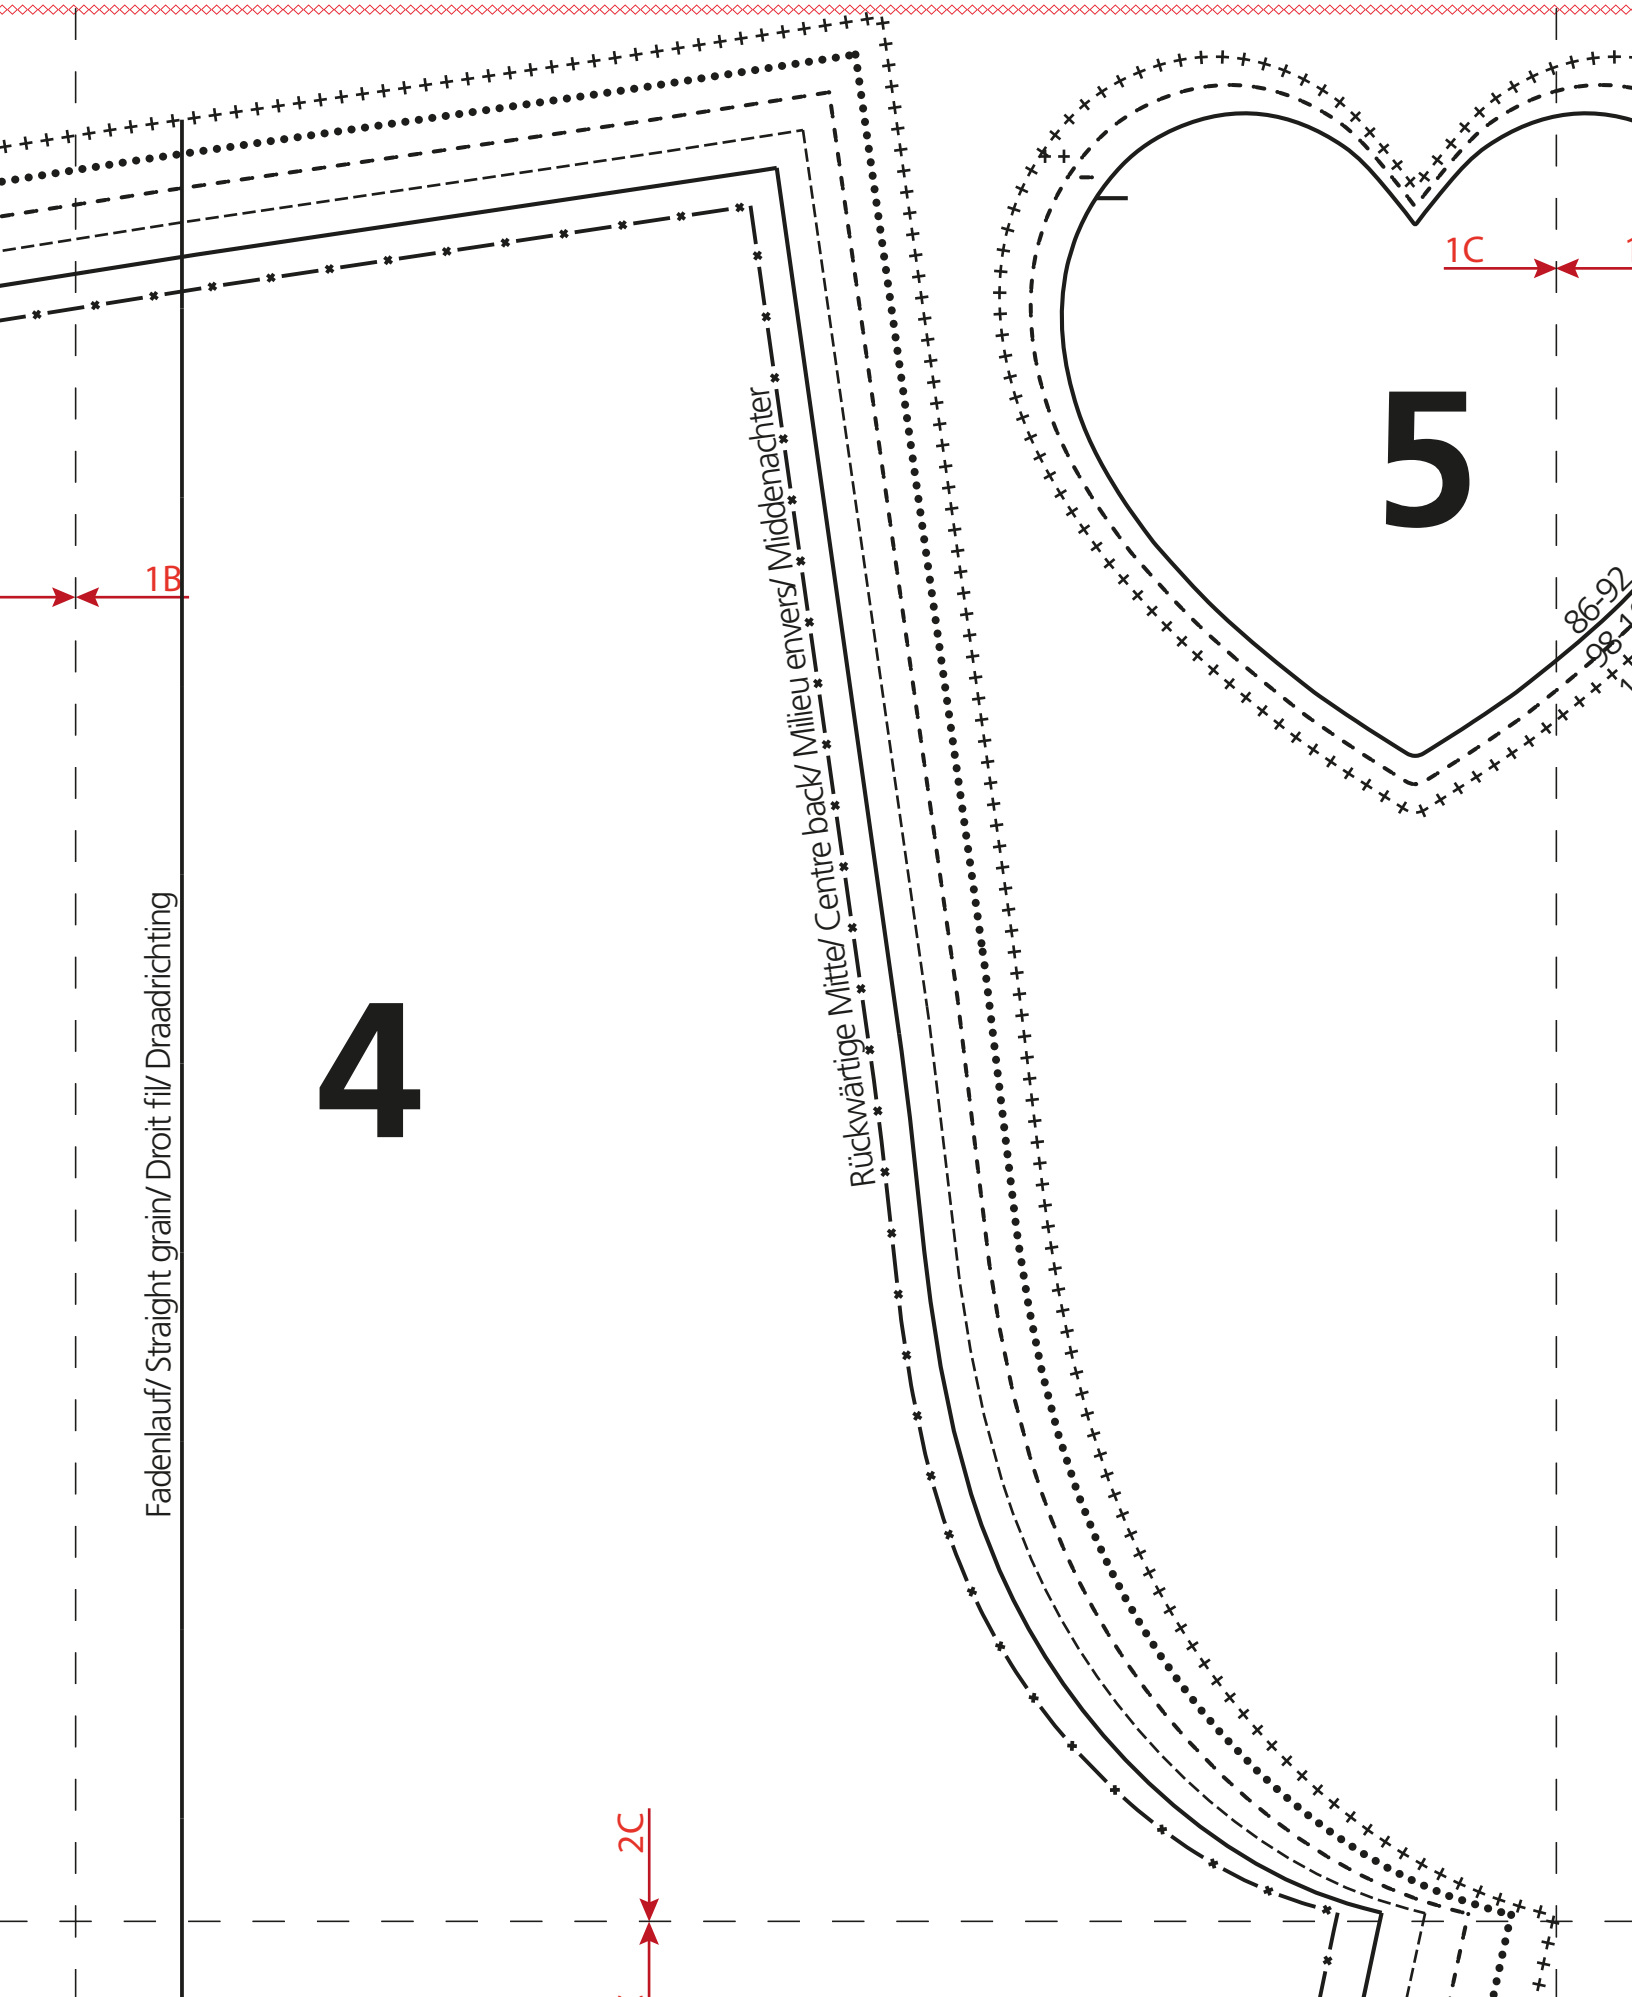 1C
5
86-92
1B
Rückwärtige Mitte/ Centre back/ Milieu envers/ Middenachter
Fadenlauf/ Straight grain/ Droit fil/ Draadrichting
4
2C